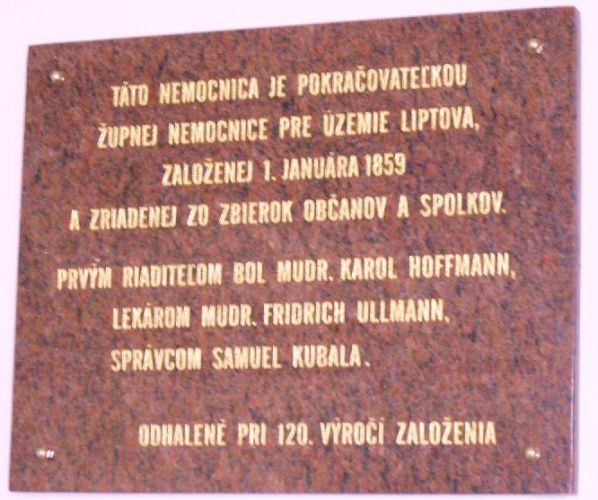 TÁTO NEMOCNICA JE POKRAČOVATEĽKOU
ŽUPNEJ NEMOCNICE PRE ÚZEMIE LIPTOVA,
ZALOŽENEJ 1. JANUÁRA 1859
A ZRIADENEJ ZO ZBIEROK OBČANOV A SPOLKOV.
PRVÝM RIADITEĽOM BOL MUDR. KAROL HOFFMANN,
LEKÁROM MUDR. FRIDRICH ULLMANN,
SPRÁVCOM SAMUEL KUBALA.
ODHALENÉ PRI 120. VÝROČÍ ZALOŽENIA